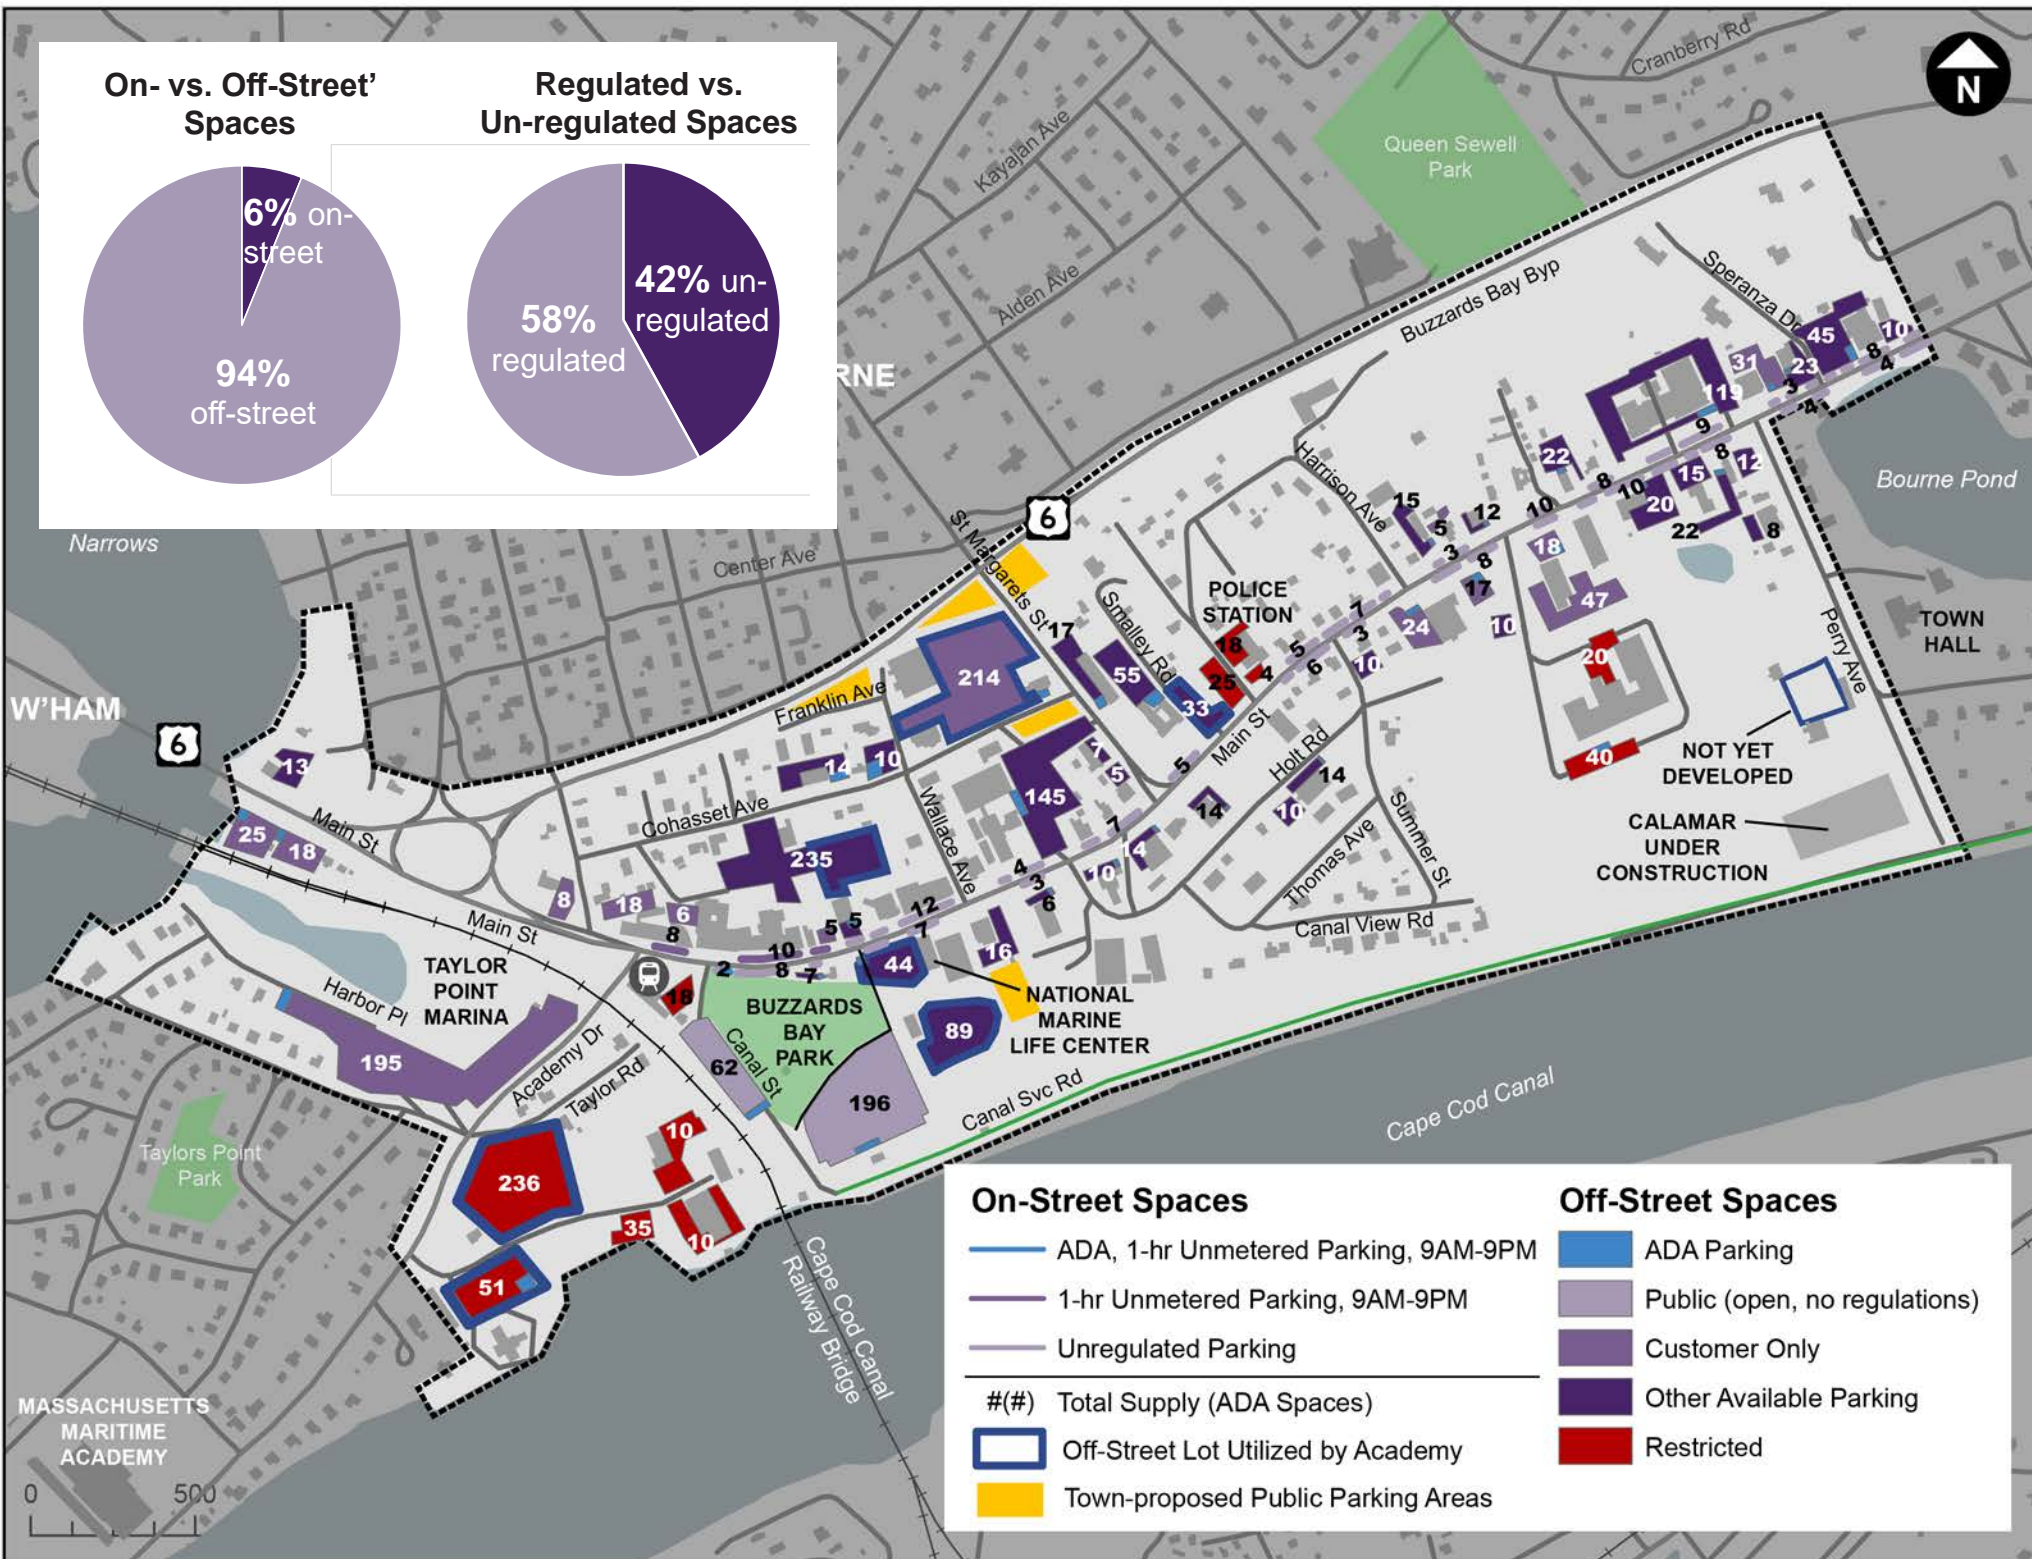 On- vs. Off-Street’
Spaces
6% on-
street
94%
off-street
Regulated vs.
Un-regulated Spaces
42% un-
regulated
58%
regulated
N
Cranberry Rd
Queen Sewell
Park
Kayajan Ave
Alden Ave
Buzzards Bay Byp
Speranza Dr
RNE
45
10
8
4
31
23
3
4
119
9
8
12
15
22
8
10
20
22
8
10
Bourne Pond
Narrows
Center Ave
6
St Margarets St
Harrison Ave
15
5
12
3
8
18
17
47
10
24
POLICE
STATION
Smalley Rd
17
55
18
25
4
33
7
3
5
6
10
20
40
Perry Ave
TOWN
HALL
NOT YET
DEVELOPED
CALAMAR
UNDER
CONSTRUCTION
W’HAM
6
13
25
18
Main St
Franklin Ave
214
14
10
Cohasset Ave
Wallace Ave
145
7
5
5
Main St
Holt Rd
14
14
10
Thomas Ave
Summer St
Canal View Rd
7
14
10
4
3
6
235
8
18
6
8
Main St
10
5
5
12
7
2
8
7
44
16
18
TAYLOR
POINT
MARINA
Harbor Pl
195
Academy Dr
Taylor Rd
BUZZARDS
BAY
PARK
Canal St
62
196
89
NATIONAL
MARINE
LIFE CENTER
Canal Svc Rd
Cape Cod Canal
Taylors Point
Park
236
10
35
10
51
Cape Cod Canal
Railway Bridge
MASSACHUSETTS
MARITIME
ACADEMY
0
500
On-Street Spaces
ADA, 1-hr Unmetered Parking, 9AM-9PM
1-hr Unmetered Parking, 9AM-9PM
Unregulated Parking
#(#) Total Supply (ADA Spaces)
Off-Street Lot Utilized by Academy
Town-proposed Public Parking Areas
Off-Street Spaces
ADA Parking
Public (open, no regulations)
Customer Only
Other Available Parking
Restricted